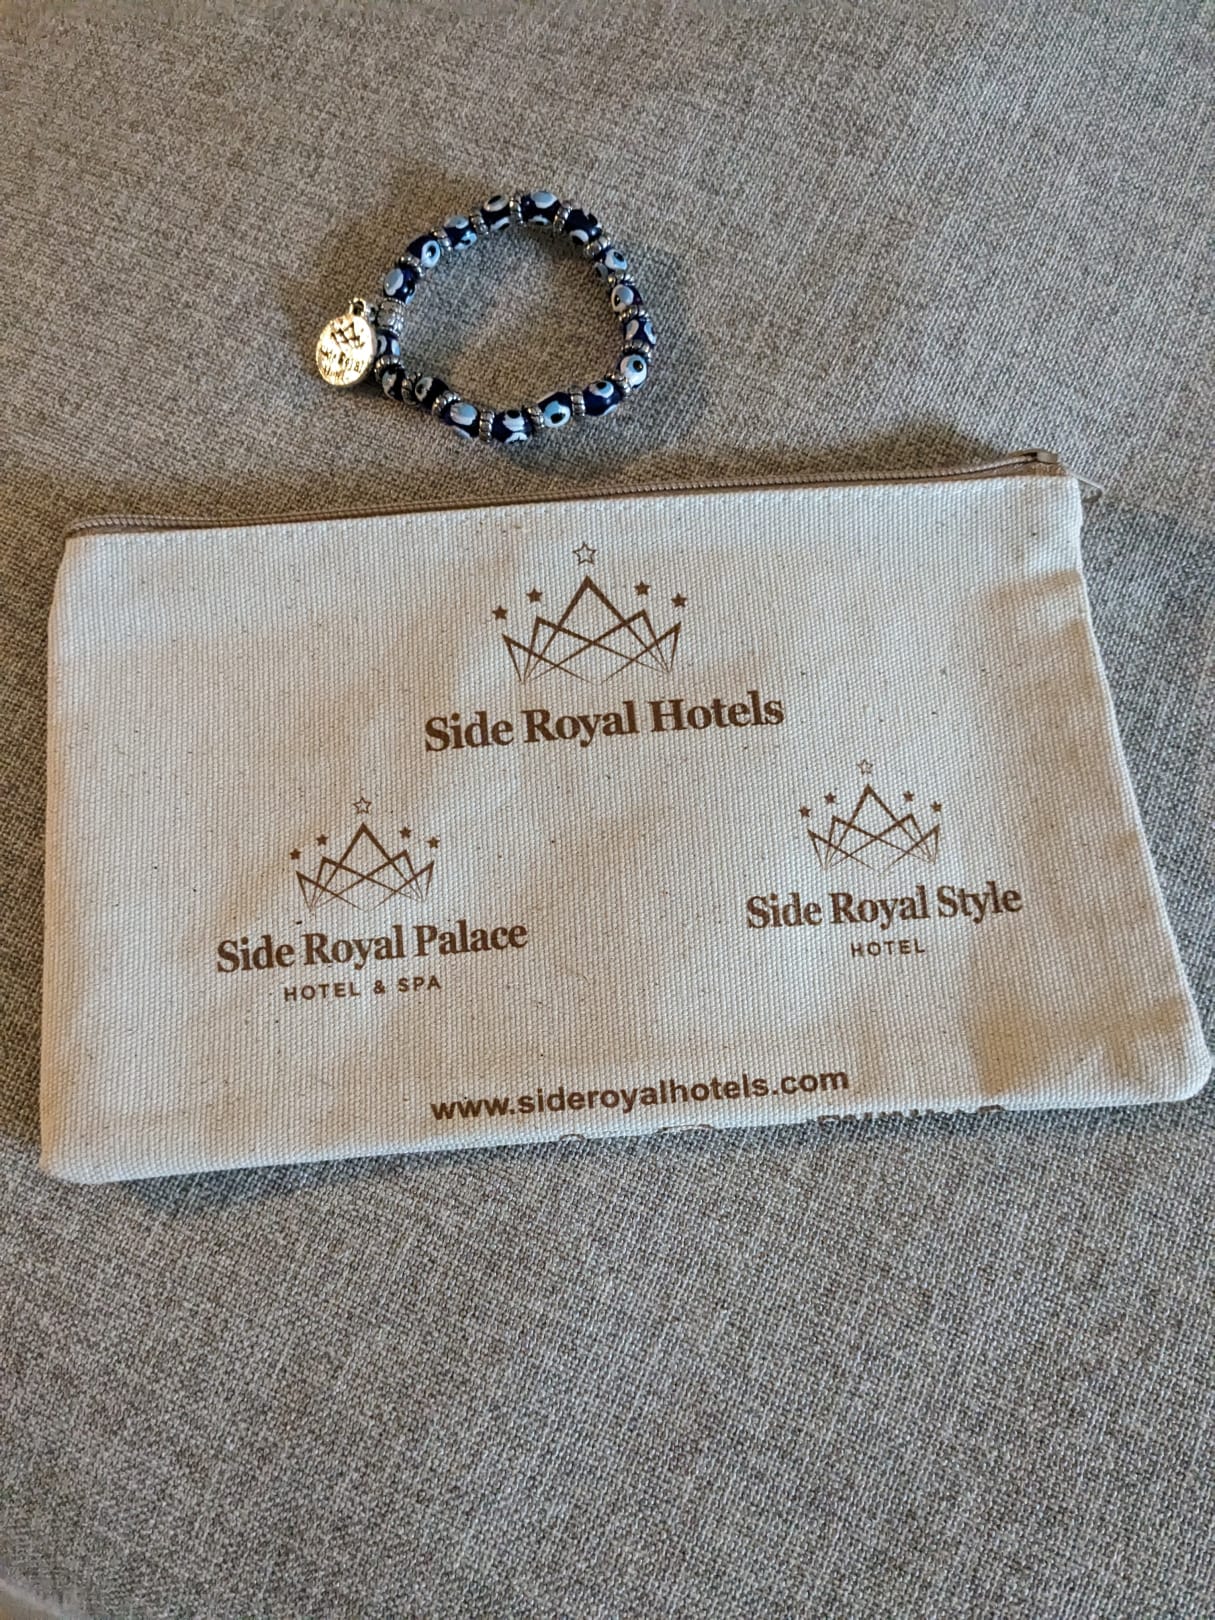 Side Royal Hotels
Side Royal Palace
HOTEL & SPA
Side Royal Style
HOTEL
www.sideroyalhotels.com